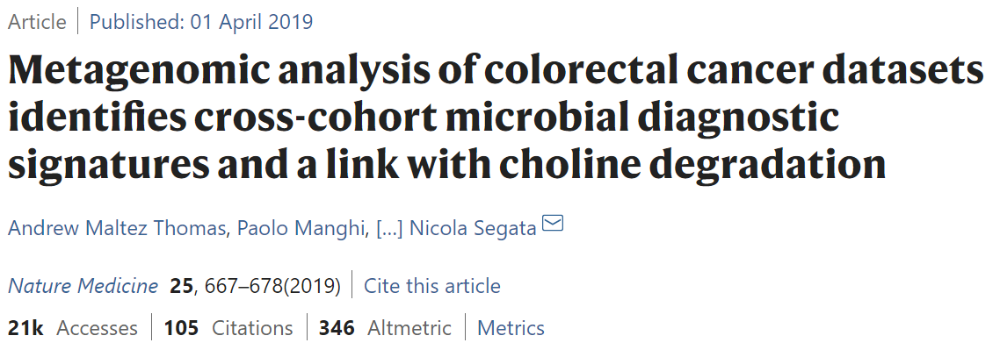 Article | Published: 01 April 2019
Metagenomic analysis of colorectal cancer datasets
identifies cross-cohort microbial diagnostic
signatures and a link with choline degradation
Andrew Maltez Thomas, Paolo Manghi, [...] Nicola Segata
Nature Medicine 25, 667–678(2019) | Cite this article
21k Accesses | 105 Citations | 346 Altmetric | Metrics